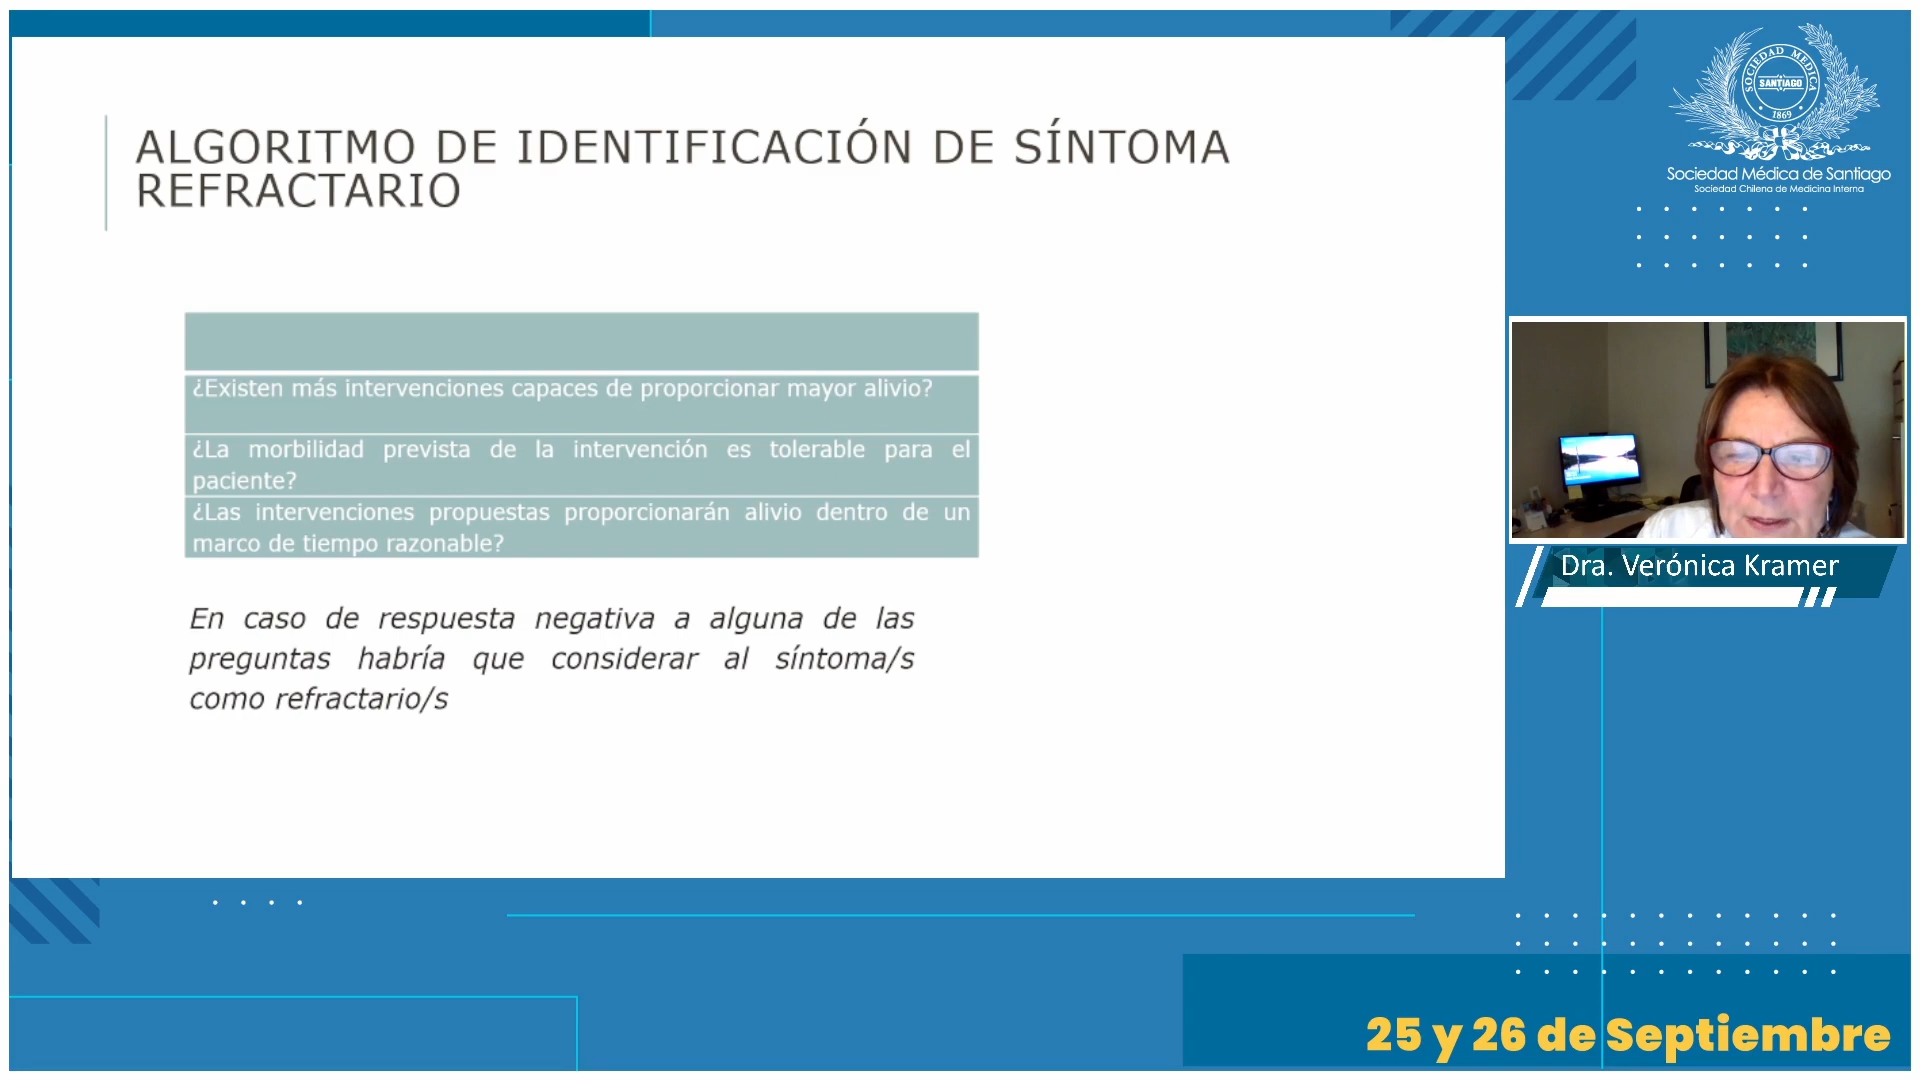 ALGORITMO DE IDENTIFICACIÓN DE SÍNTOMA
REFRACTARIO
¿Existen más intervenciones capaces de proporcionar mayor alivio?
¿La morbilidad prevista de la intervención es tolerable para el
paciente?
¿Las intervenciones propuestas proporcionarán alivio dentro de un
marco de tiempo razonable?
En caso de respuesta negativa a alguna de las
preguntas habría que considerar al síntoma/s
como refractario/s
SOCIEDAD MEDICA
SANTIAGO
1869
Sociedad Médica de Santiago
Sociedad Chilena de Medicina Interna
Dra. Verónica Kramer
25 y 26 de Septiembre